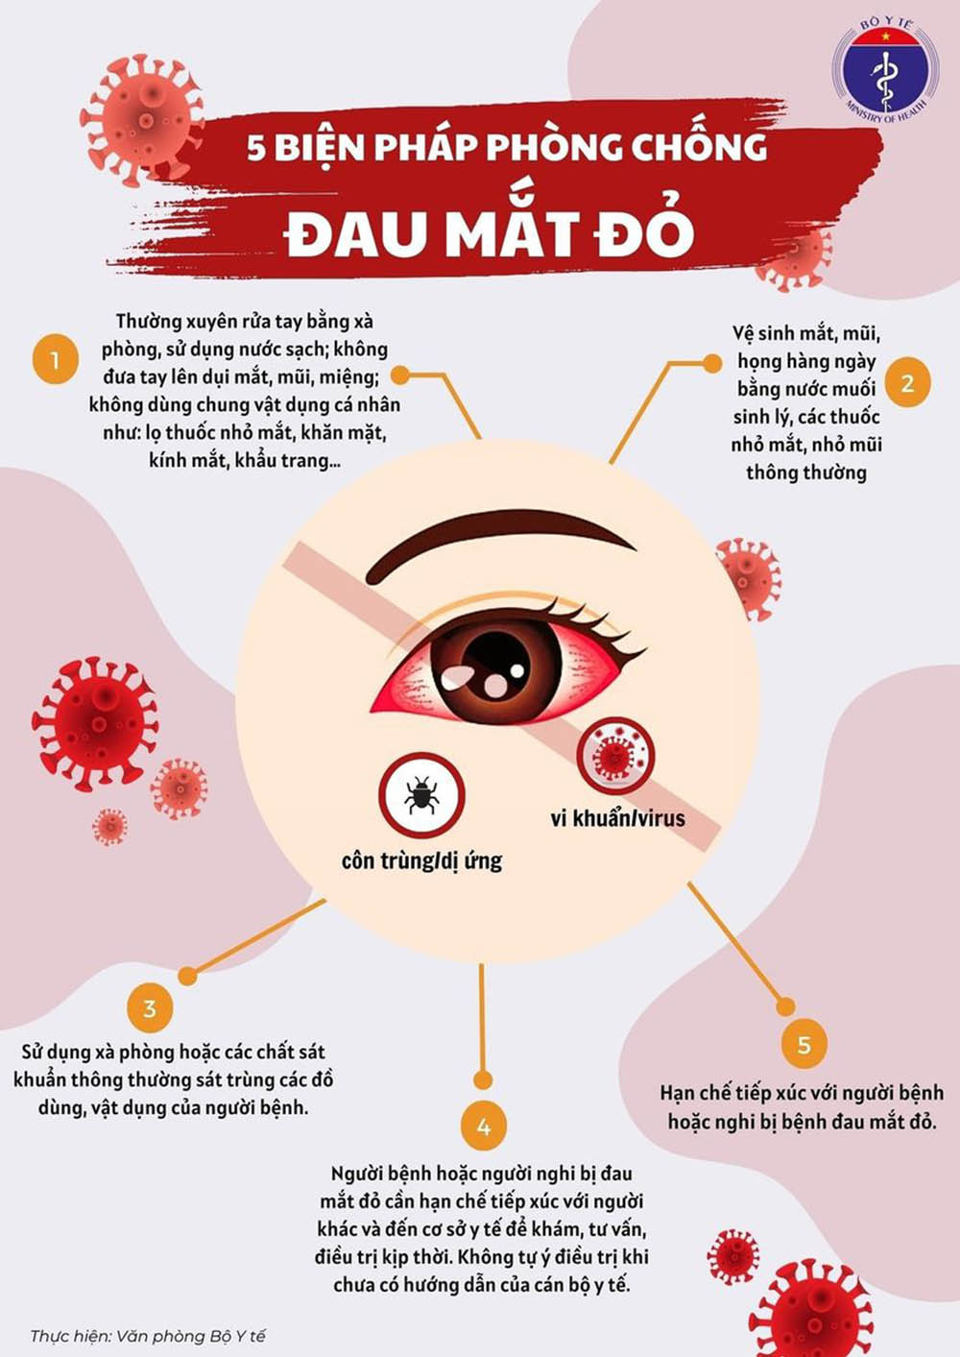 BỘ Y TẾ
MINISTRY OF HEALTH
5 BIỆN PHÁP PHÒNG CHỐNG
ĐAU MẮT ĐỎ
1
Thường xuyên rửa tay bằng xà
phòng, sử dụng nước sạch; không
đưa tay lên dụi mắt, mũi, miệng;
không dùng chung vật dụng cá nhân
như: lọ thuốc nhỏ mắt, khăn mặt,
kính mắt, khẩu trang...
2
Vệ sinh mắt, mũi,
họng hàng ngày
bằng nước muối
sinh lý, các thuốc
nhỏ mắt, nhỏ mũi
thông thường
vi khuẩn/virus
côn trùng/dị ứng
3
Sử dụng xà phòng hoặc các chất sát
khuẩn thông thường sát trùng các đồ
dùng, vật dụng của người bệnh.
4
Người bệnh hoặc người nghi bị đau
mắt đỏ cần hạn chế tiếp xúc với người
khác và đến cơ sở y tế để khám, tư vấn,
điều trị kịp thời. Không tự ý điều trị khi
chưa có hướng dẫn của cán bộ y tế.
5
Hạn chế tiếp xúc với người bệnh
hoặc nghi bị bệnh đau mắt đỏ.
Thực hiện: Văn phòng Bộ Y tế